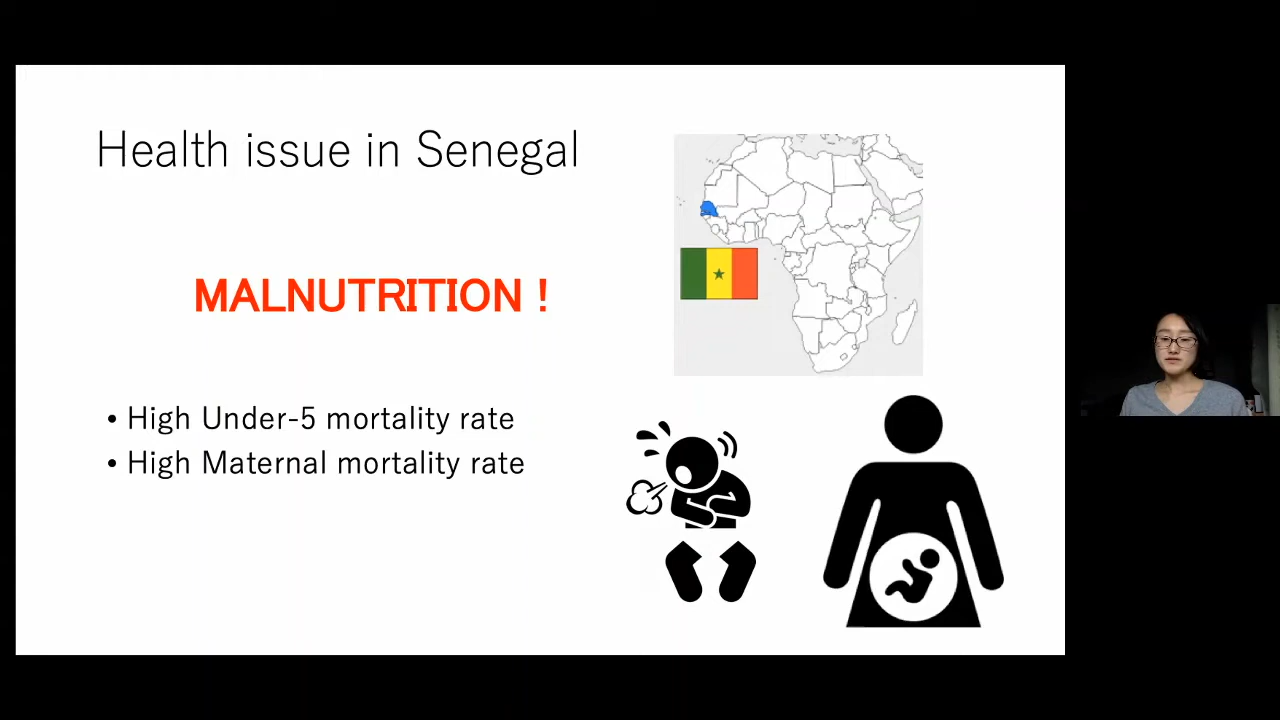 Health issue in Senegal
MALNUTRITION !
• High Under-5 mortality rate
• High Maternal mortality rate